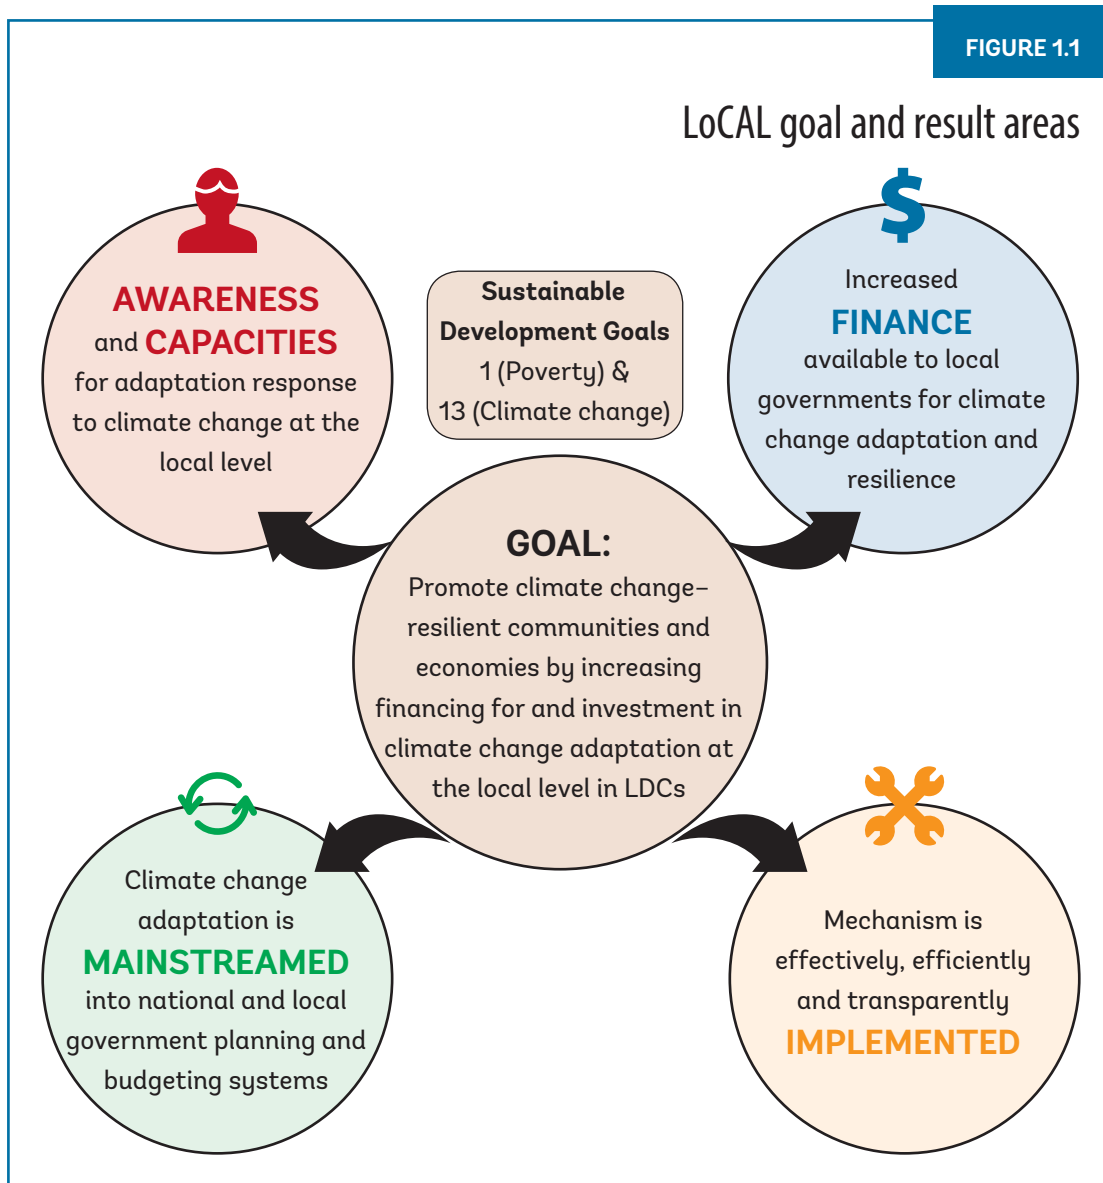 FIGURE 1.1
LoCAL goal and result areas
AWARENESS
and CAPACITIES
for adaptation response
to climate change at the
local level
Sustainable
Development Goals
1 (Poverty) &
13 (Climate change)
$
Increased
FINANCE
available to local
governments for climate
change adaptation and
resilience
GOAL:
Promote climate change–
resilient communities and
economies by increasing
financing for and investment in
climate change adaptation at
the local level in LDCs
Climate change
adaptation is
MAINSTREAMED
into national and local
government planning and
budgeting systems
Mechanism is
effectively, efficiently
and transparently
IMPLEMENTED